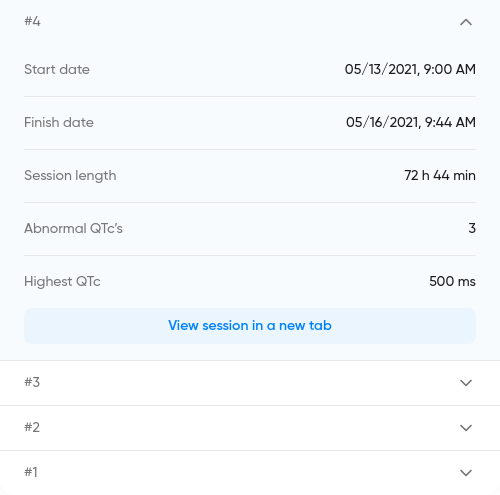 #4
Start date 05/13/2021, 9:00 AM
Finish date 05/16/2021, 9:44 AM
Session length 72 h 44 min
Abnormal QTc's 3
Highest QTc 500 ms
View session in a new tab
#3
#2
#1